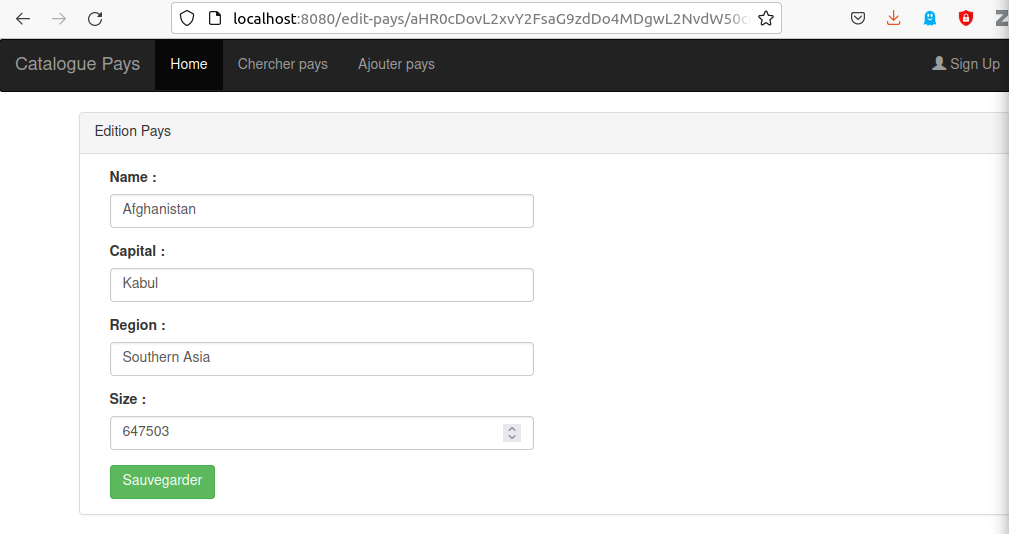 localhost:8080/edit-pays/aHR0cDovL2xvY2FsaG9zdDo4MDgwL2NvdW50c
Catalogue Pays Home Chercher pays Ajouter pays Sign Up
Edition Pays
Name :
Afghanistan
Capital :
Kabul
Region :
Southern Asia
Size :
647503
Sauvegarder